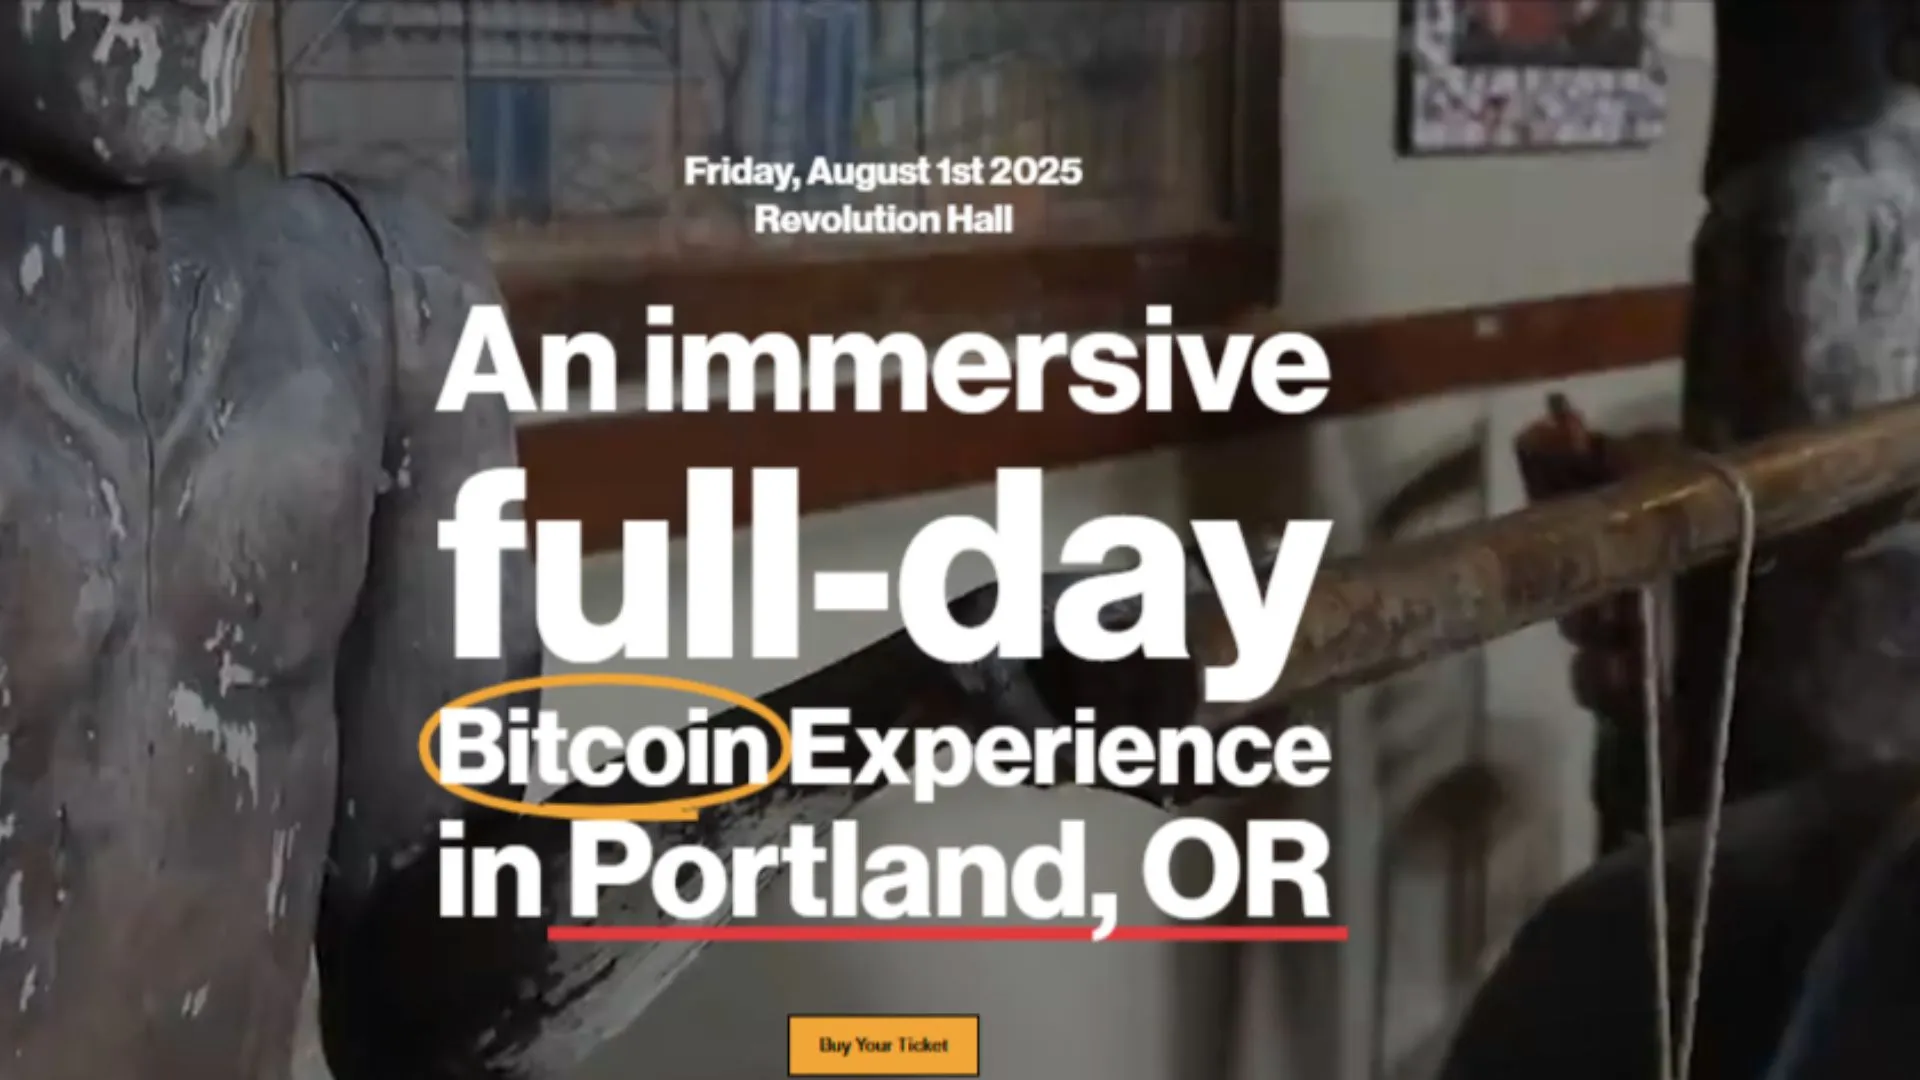 Friday, August 1st 2025
Revolution Hall
An immersive
full-day
Bitcoin Experience
in Portland, OR
Buy Your Ticket